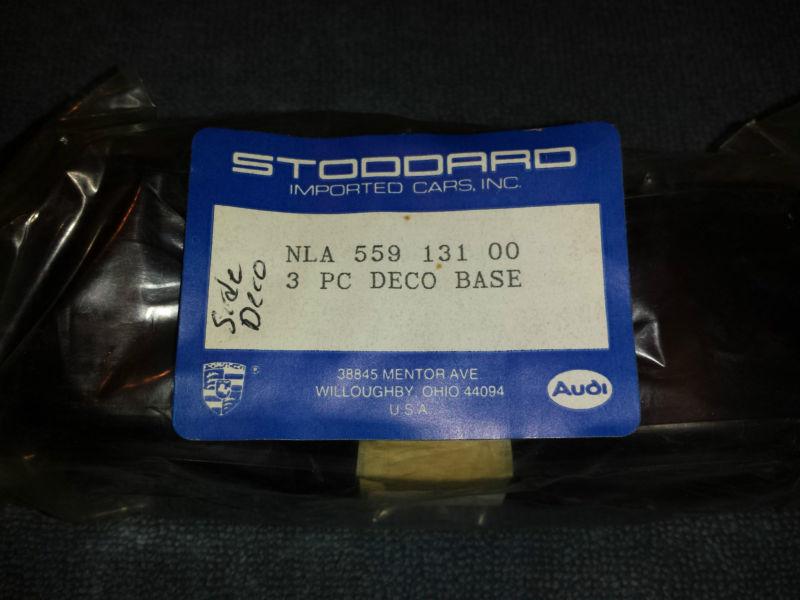 STODDARD
IMPORTED CARS, INC.
NLA 559 131 00
3 PC DECO BASE
Side
Deco
38845 MENTOR AVE
WILLOUGHBY, OHIO 44094
U.S.A.
®
Audi